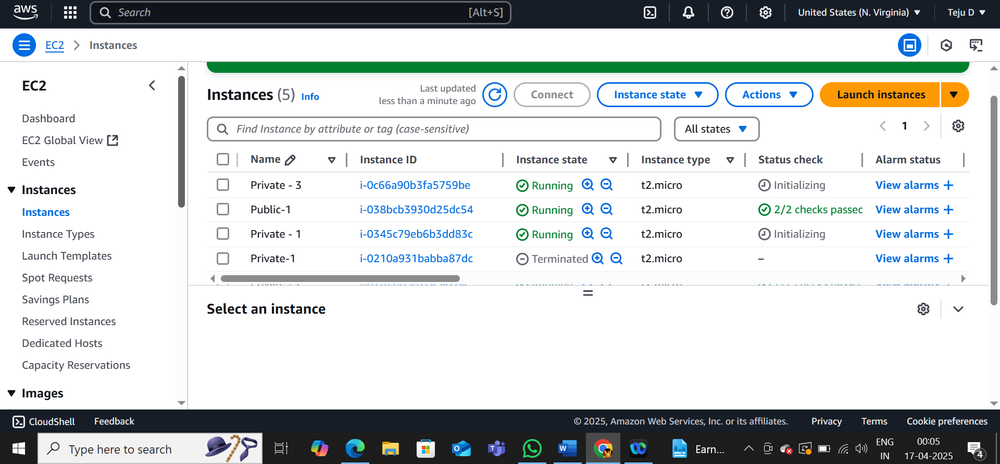 aws
Search [Alt+S]
United States (N. Virginia)
Teju D
EC2 > Instances
EC2
Dashboard
EC2 Global View
Events
Instances
Instances
Instance Types
Launch Templates
Spot Requests
Savings Plans
Reserved Instances
Dedicated Hosts
Capacity Reservations
Images
Instances (5) Info
Last updated
less than a minute ago
Connect
Instance state
Actions
Launch instances
Find Instance by attribute or tag (case-sensitive)
All states
1
Name Instance ID Instance state Instance type Status check Alarm status
Private - 3 i-0c66a90b3fa5759be Running t2.micro Initializing View alarms +
Public-1 i-038bcb3930d25dc54 Running t2.micro 2/2 checks passed View alarms +
Private - 1 i-0345c79eb6b3dd83c Running t2.micro Initializing View alarms +
Private-1 i-0210a931babba87dc Terminated t2.micro – View alarms +
Select an instance
CloudShell Feedback
© 2025, Amazon Web Services, Inc. or its affiliates. Privacy Terms Cookie preferences
Type here to search
Earn...
ENG
IN
00:05
17-04-2025
4